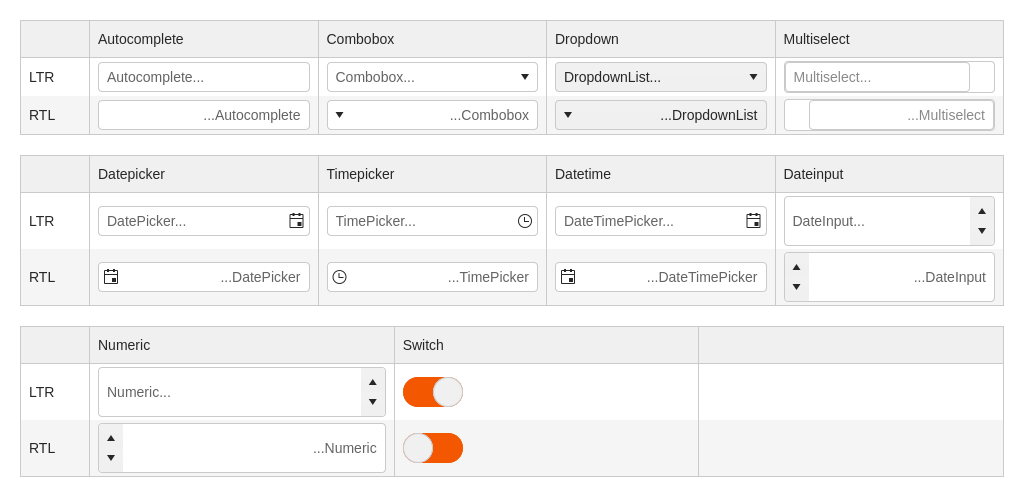 Autocomplete Combobox Dropdown Multiselect
LTR Autocomplete... Combobox... DropdownList... Multiselect...
RTL ...Autocomplete ...Combobox ...DropdownList ...Multiselect
Datepicker Timepicker Datetime Dateinput
LTR DatePicker... TimePicker... DateTimePicker... DateInput...
RTL ...DatePicker ...TimePicker ...DateTimePicker ...DateInput
Numeric Switch
LTR Numeric...
RTL ...Numeric